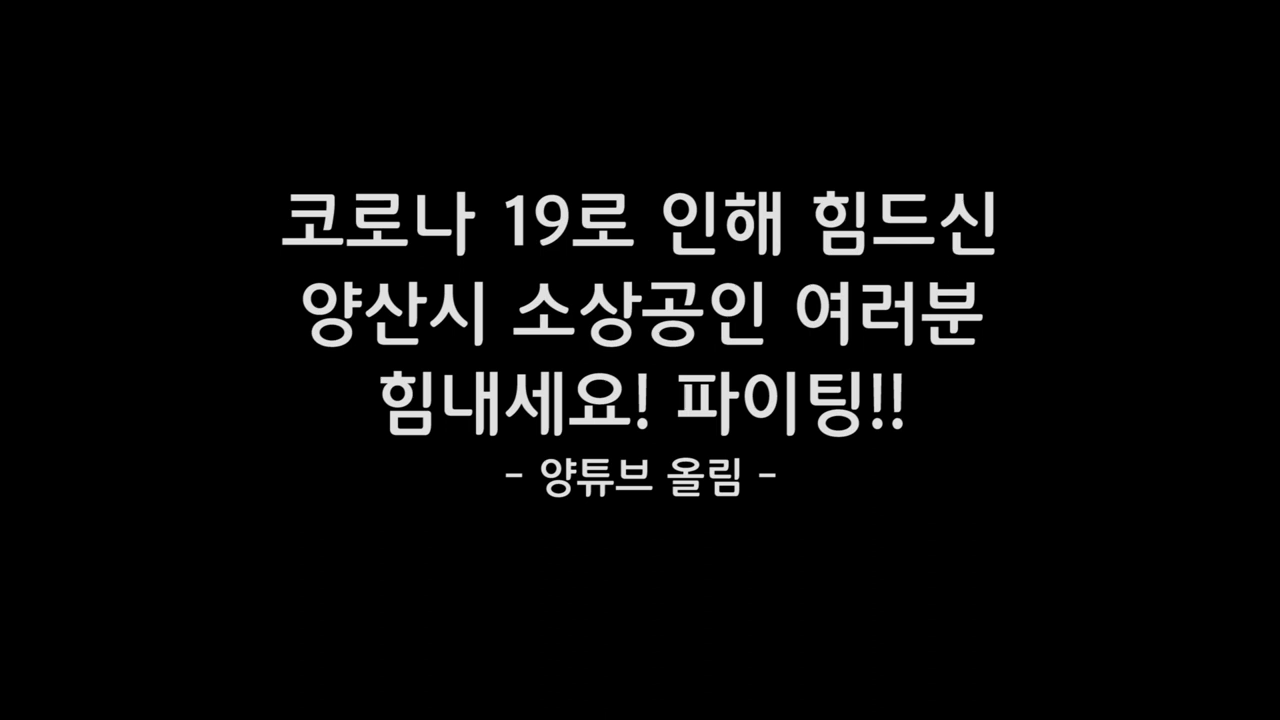 코로나 19로 인해 힘드신
양산시 소상공인 여러분
힘내세요! 파이팅!!
- 양튜브 올림 -